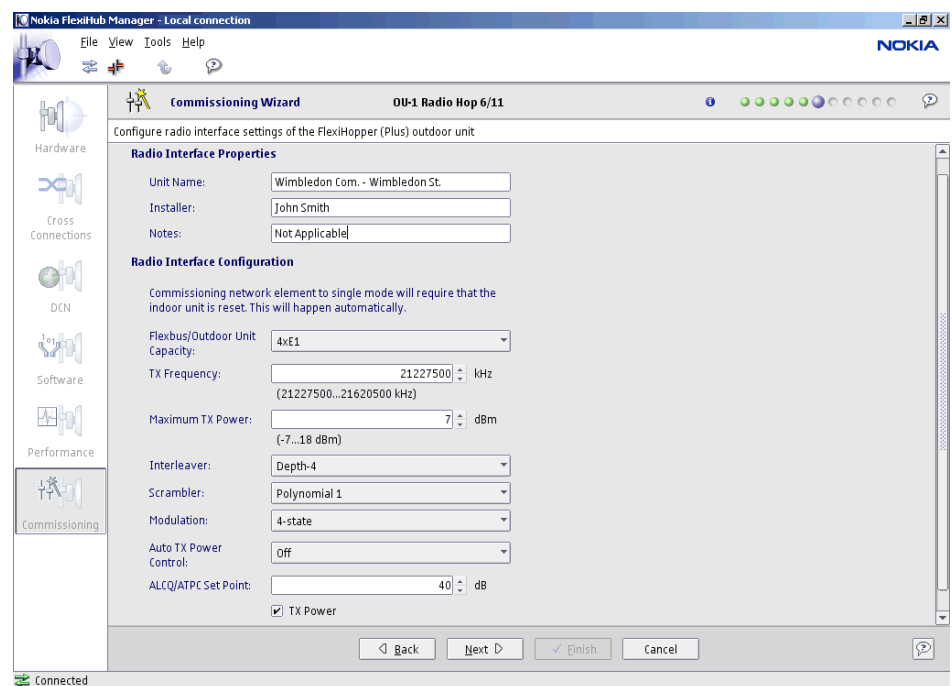 Nokia FlexiHub Manager - Local connection
File View Tools Help
NOKIA
Commissioning Wizard OU-1 Radio Hop 6/11
Configure radio interface settings of the FlexiHopper (Plus) outdoor unit
Hardware
Cross
Connections
DCN
Software
Performance
Commissioning
Radio Interface Properties
Unit Name: Wimbledon Com. - Wimbledon St.
Installer: John Smith
Notes: Not Applicable
Radio Interface Configuration
Commissioning network element to single mode will require that the
indoor unit is reset. This will happen automatically.
Flexbus/Outdoor Unit
Capacity: 4xE1
TX Frequency: 21227500 kHz
(21227500...21620500 kHz)
Maximum TX Power: 7 dBm
(-7...18 dBm)
Interleaver: Depth-4
Scrambler: Polynomial 1
Modulation: 4-state
Auto TX Power
Control: Off
ALCQ/ATPC Set Point: 40 dB
TX Power
Back Next Finish Cancel
Connected